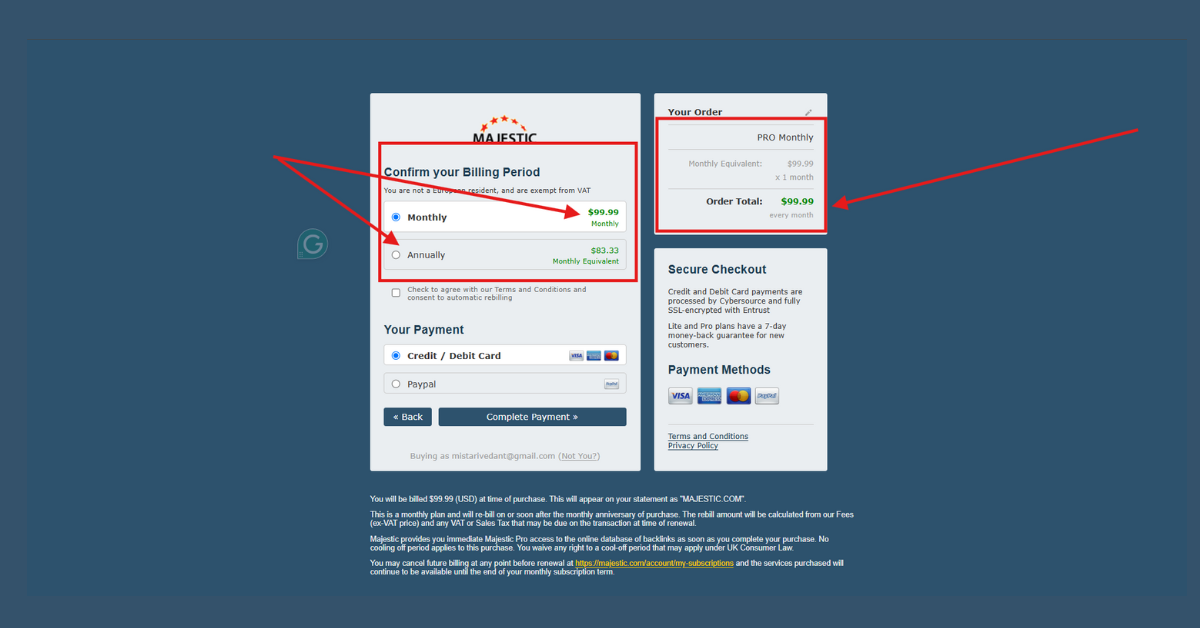 MAJESTIC
Confirm your Billing Period
You are not a European resident, and are exempt from VAT
Monthly
$99.99
Monthly
Annually
$83.33
Monthly Equivalent
Check to agree with our Terms and Conditions and
consent to automatic rebilling
Your Payment
Credit / Debit Card
VISA
Paypal
PayPal
« Back
Complete Payment »
Buying as mistarivedant@gmail.com (Not You?)
Your Order
PRO Monthly
Monthly Equivalent: $99.99
x 1 month
Order Total: $99.99
every month
Secure Checkout
Credit and Debit Card payments are
processed by Cybersource and fully
SSL-encrypted with Entrust
Lite and Pro plans have a 7-day
money-back guarantee for new
customers.
Payment Methods
VISA
AMERICAN EXPRESS
PayPal
Terms and Conditions
Privacy Policy
You will be billed $99.99 (USD) at time of purchase. This will appear on your statement as "MAJESTIC.COM".
This is a monthly plan and will re-bill on or soon after the monthly anniversary of purchase. The rebill amount will be calculated from our Fees
(ex-VAT price) and any VAT or Sales Tax that may be due on the transaction at time of renewal.
Majestic provides you immediate Majestic Pro access to the online database of backlinks as soon as you complete your purchase. No
cooling off period applies to this purchase. You waive any right to a cool-off period that may apply under UK Consumer Law.
You may cancel future billing at any point before renewal at https://majestic.com/account/my-subscriptions and the services purchased will
continue to be available until the end of your monthly subscription term.